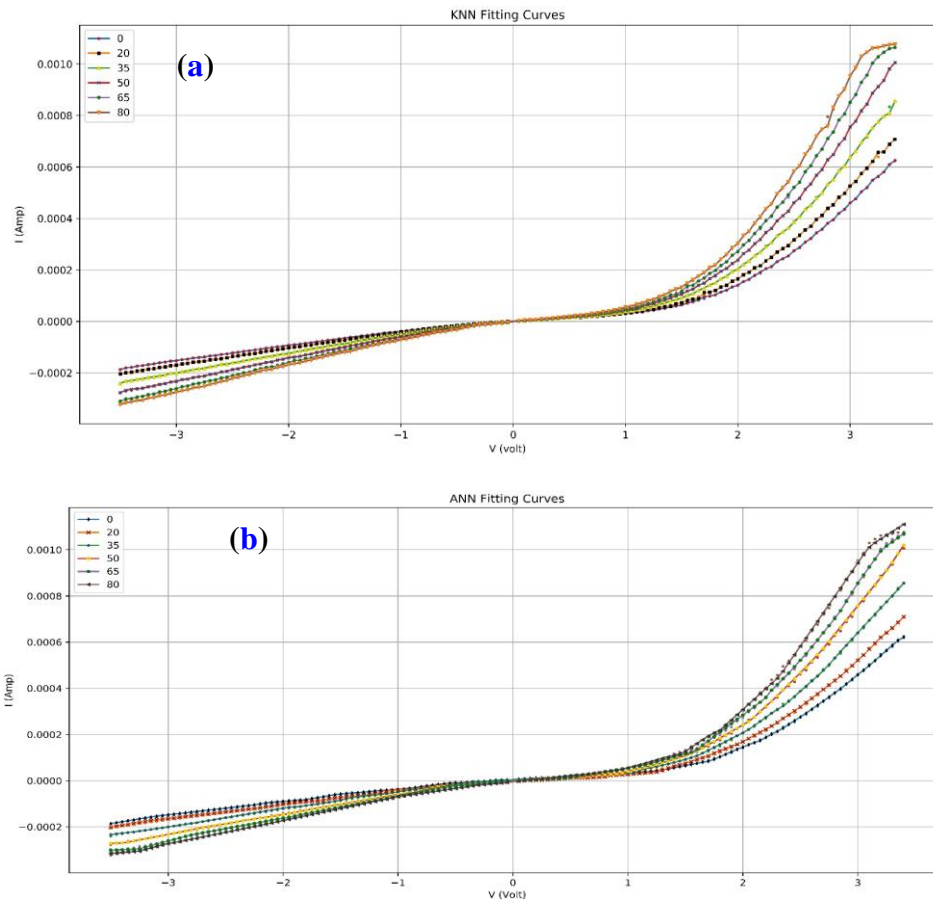 KNN Fitting Curves
(a)
0
20
35
50
65
80
0.0010
0.0008
0.0006
0.0004
0.0002
0.0000
−0.0002
I (Amp)
−3 −2 −1 0 1 2 3
V (volt)
ANN Fitting Curves
(b)
0
20
35
50
65
80
0.0010
0.0008
0.0006
0.0004
0.0002
0.0000
−0.0002
I (Amp)
−3 −2 −1 0 1 2 3
V (Volt)